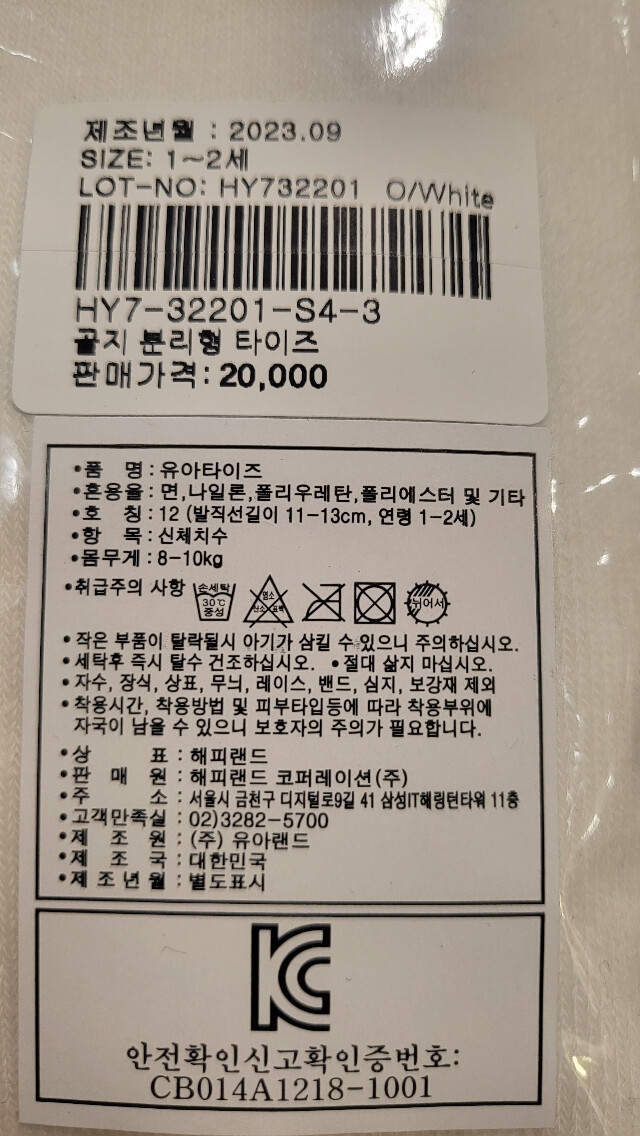 제조년월 : 2023.09
SIZE: 1~2세
LOT-NO: HY732201 O/White
HY7-32201-S4-3
골지 분리형 타이즈
판매가격: 20,000
•품 명 : 유아타이즈
•혼용율 : 면,나일론,폴리우레탄,폴리에스터 및 기타
•호 칭 : 12 (발직선길이 11-13cm, 연령 1-2세)
•항 목 : 신체치수
•몸무게 : 8-10kg
•취급주의 사항 손세탁 30℃ 중성 염소 산소 표백 뉘어서
•작은 부품이 탈락될시 아기가 삼킬 수 있으니 주의하십시오.
•세탁후 즉시 탈수 건조하십시오. •절대 삶지 마십시오.
•자수, 장식, 상표, 무늬, 레이스, 밴드, 심지, 보강재 제외
•착용시간, 착용방법 및 피부타입등에 따라 착용부위에
자국이 남을 수 있으니 보호자의 주의가 필요합니다.
•상 표 : 해피랜드
•판 매 원 : 해피랜드 코퍼레이션(주)
•주 소 : 서울시 금천구 디지털로9길 41 삼성IT해링턴타워 11층
•고객만족실 : 02)3282-5700
•제 조 원 : (주) 유아랜드
•제 조 국 : 대한민국
•제 조 년 월 : 별도표시
KC
안전확인신고확인증번호:
CB014A1218-1001